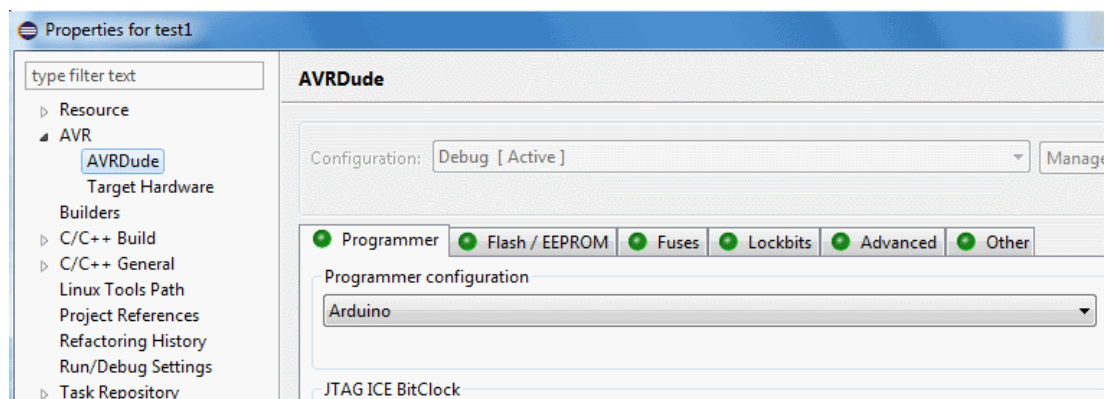 Properties for test1
type filter text
Resource
AVR
AVRDude
Target Hardware
Builders
C/C++ Build
C/C++ General
Linux Tools Path
Project References
Refactoring History
Run/Debug Settings
Task Repository
AVRDude
Configuration: Debug [ Active ] Manage
Programmer Flash / EEPROM Fuses Lockbits Advanced Other
Programmer configuration
Arduino
JTAG ICE BitClock